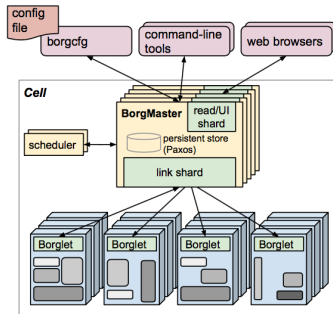 config
file
borgcfg
command-line
tools
web browsers
Cell
BorgMaster
read/UI
shard
persistent store
(Paxos)
scheduler
link shard
Borglet
Borglet
Borglet
Borglet